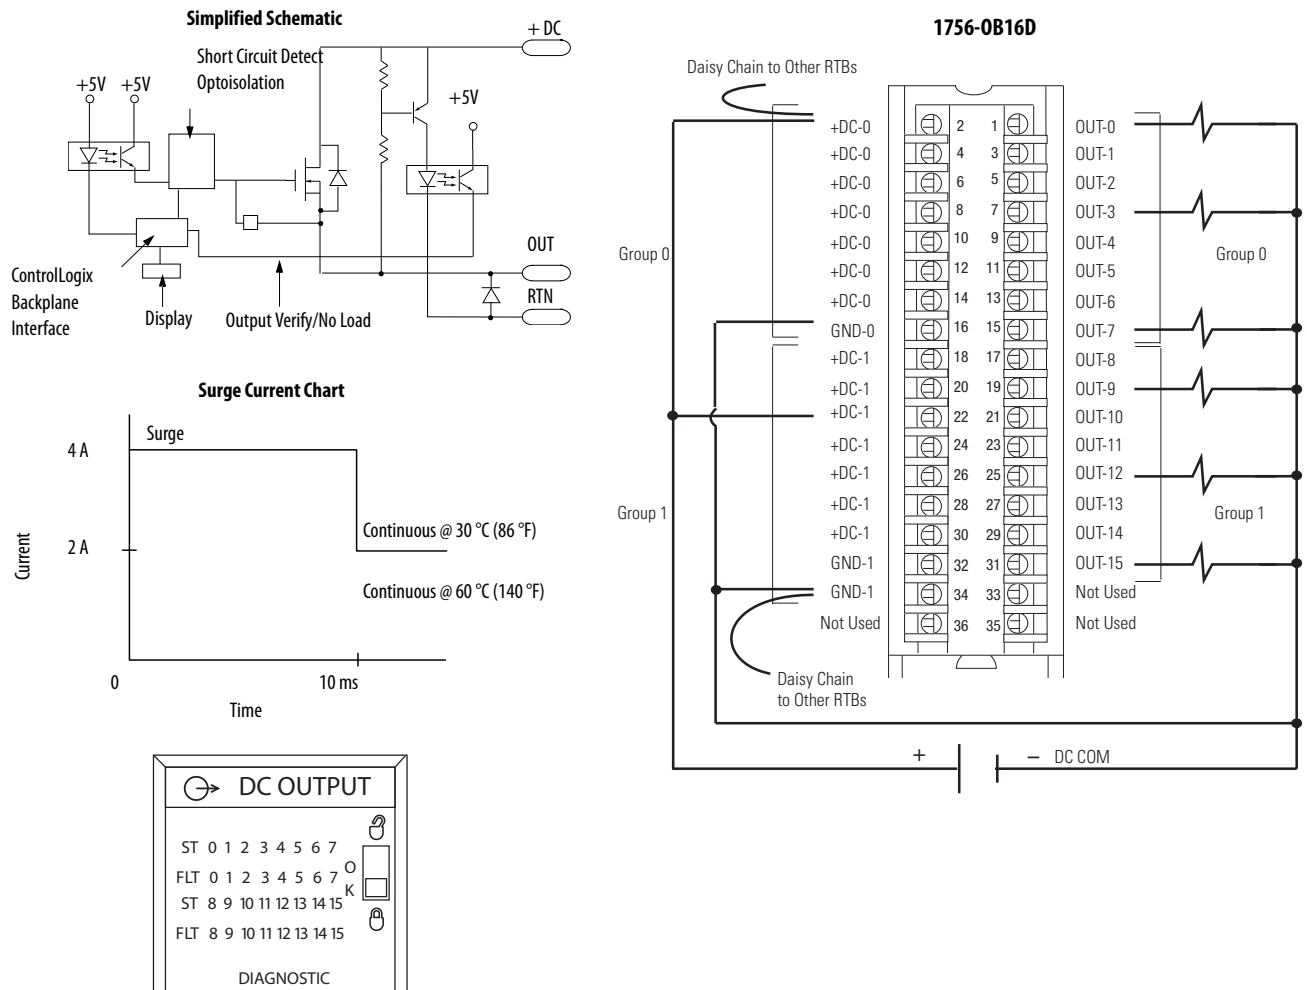 Simplified Schematic
+ DC
Short Circuit Detect
Optoisolation
+5V +5V
+5V
OUT
RTN
ControlLogix
Backplane
Interface
Display
Output Verify/No Load
Surge Current Chart
Surge
4 A
Continuous @ 30 °C (86 °F)
2 A
Current
Continuous @ 60 °C (140 °F)
0
10 ms
Time
DC OUTPUT
ST 0 1 2 3 4 5 6 7
FLT 0 1 2 3 4 5 6 7
O
K
ST 8 9 10 11 12 13 14 15
FLT 8 9 10 11 12 13 14 15
DIAGNOSTIC
1756-OB16D
Daisy Chain to Other RTBs
+DC-0 2 1 OUT-0
+DC-0 4 3 OUT-1
+DC-0 6 5 OUT-2
+DC-0 8 7 OUT-3
+DC-0 10 9 OUT-4
Group 0
Group 0
+DC-0 12 11 OUT-5
+DC-0 14 13 OUT-6
GND-0 16 15 OUT-7
+DC-1 18 17 OUT-8
+DC-1 20 19 OUT-9
+DC-1 22 21 OUT-10
+DC-1 24 23 OUT-11
+DC-1 26 25 OUT-12
+DC-1 28 27 OUT-13
Group 1
Group 1
+DC-1 30 29 OUT-14
GND-1 32 31 OUT-15
GND-1 34 33 Not Used
Not Used 36 35 Not Used
Daisy Chain
to Other RTBs
+ – DC COM